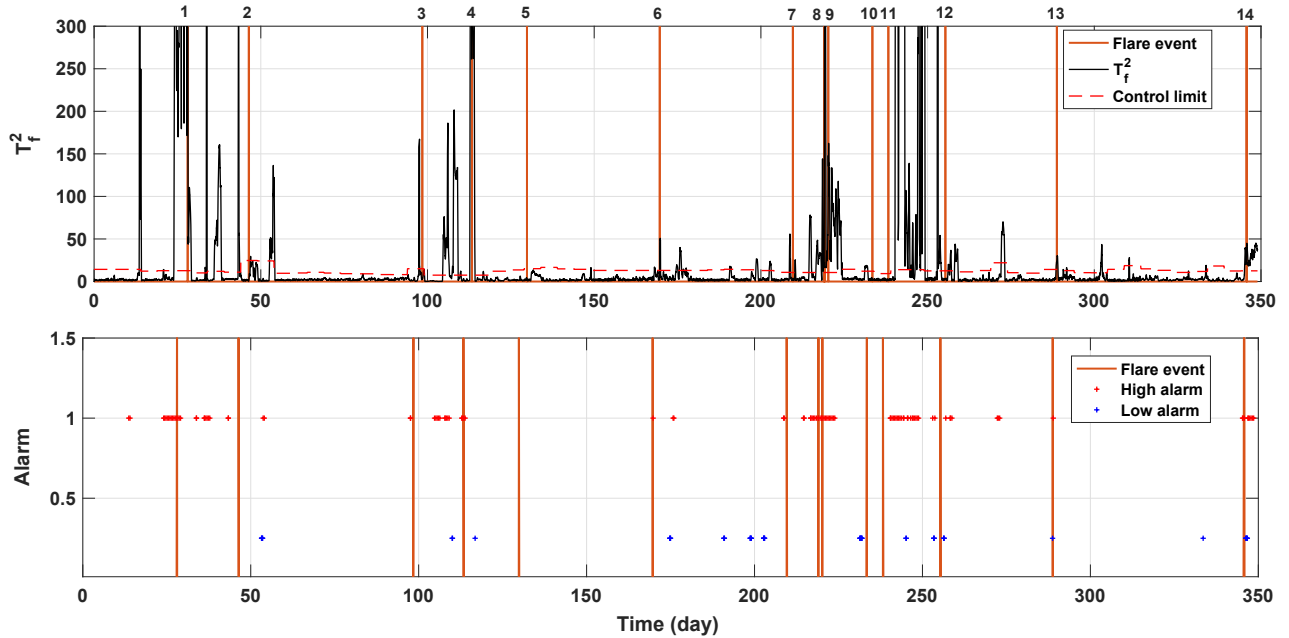 1 2 3 4 5 6 7 8 9 10 11 12 13 14
300
250
200
150
100
50
0
T_f^2
Flare event
T_f^2
Control limit
0 50 100 150 200 250 300 350
1.5
1
0.5
Alarm
Flare event
High alarm
Low alarm
0 50 100 150 200 250 300 350
Time (day)